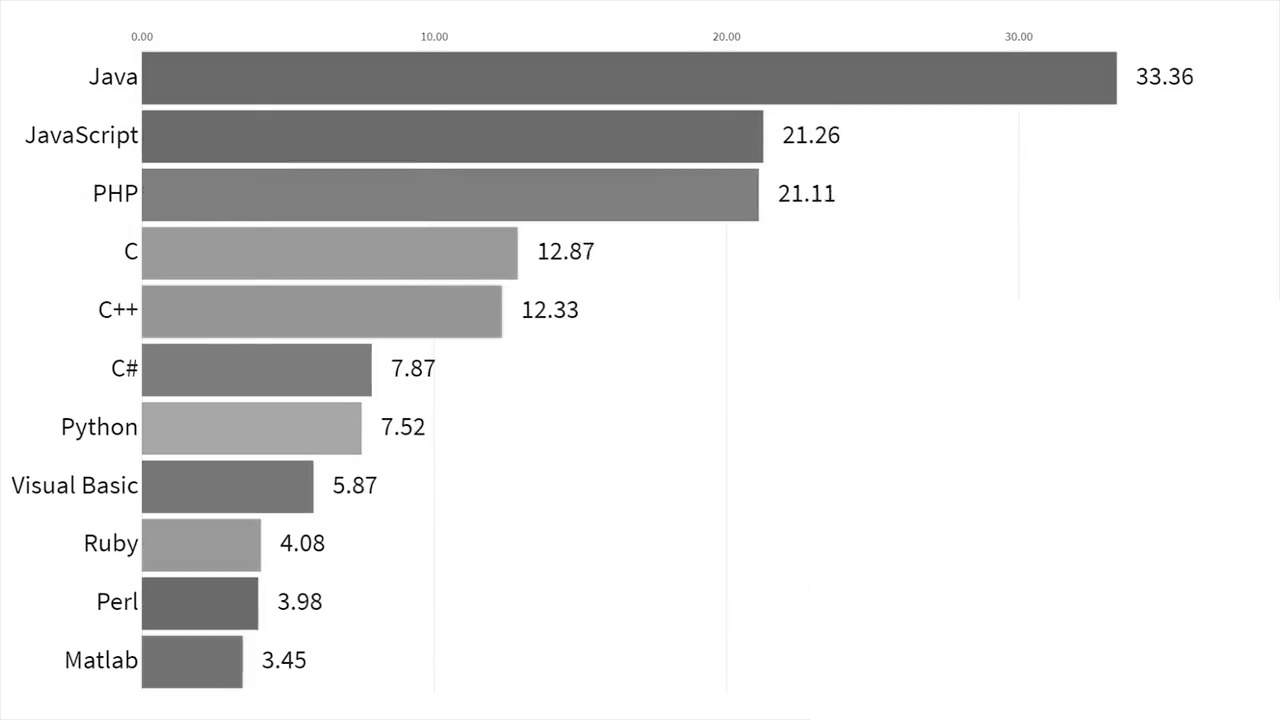 0.00 10.00 20.00 30.00
Java 33.36
JavaScript 21.26
PHP 21.11
C 12.87
C++ 12.33
C# 7.87
Python 7.52
Visual Basic 5.87
Ruby 4.08
Perl 3.98
Matlab 3.45